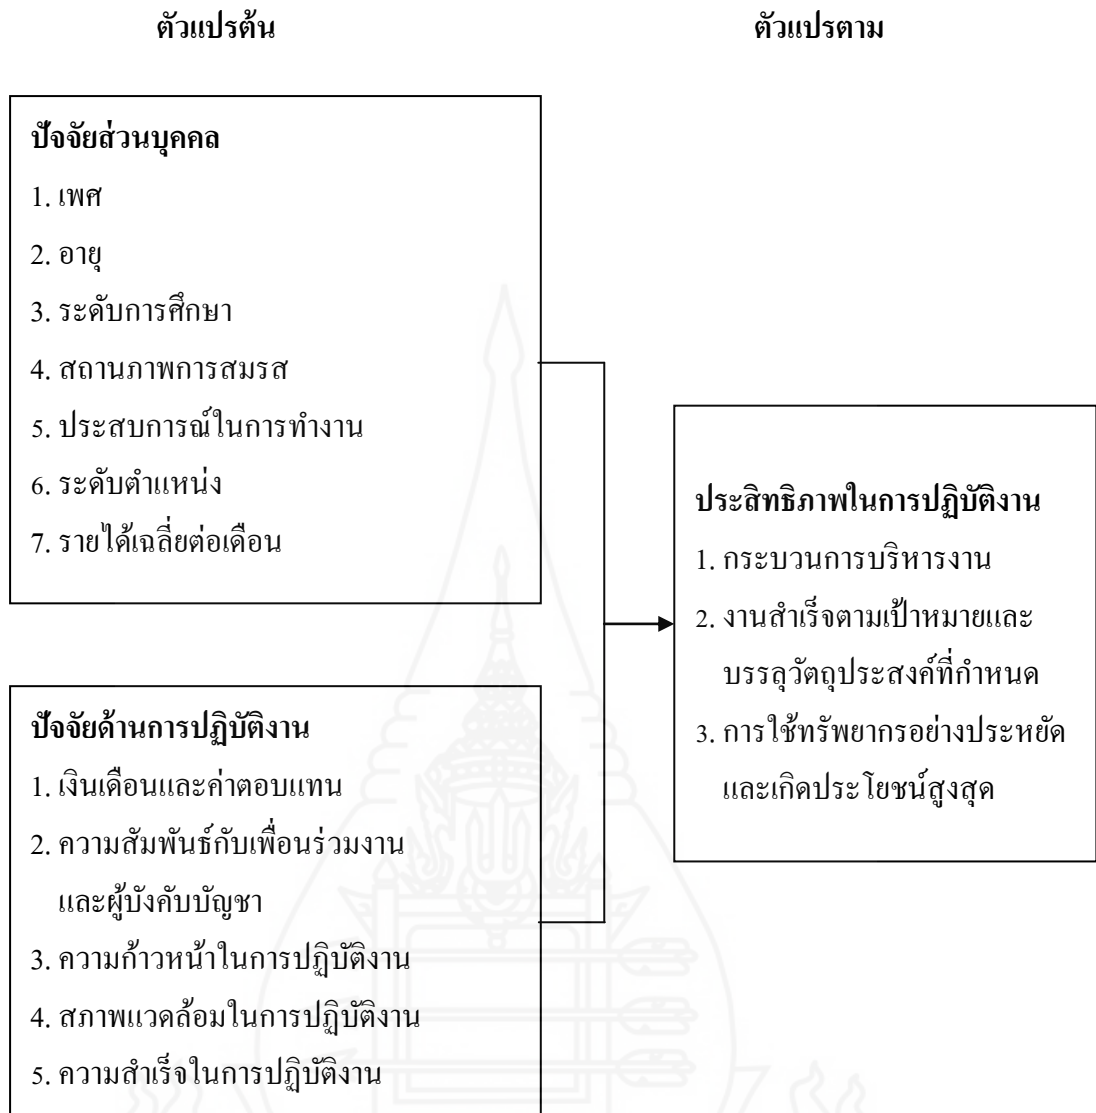 ตัวแปรต้น
ตัวแปรตาม
ปัจจัยส่วนบุคคล
1. เพศ
2. อายุ
3. ระดับการศึกษา
4. สถานภาพการสมรส
5. ประสบการณ์ในการทำงาน
6. ระดับตำแหน่ง
7. รายได้เฉลี่ยต่อเดือน
ปัจจัยด้านการปฏิบัติงาน
1. เงินเดือนและค่าตอบแทน
2. ความสัมพันธ์กับเพื่อนร่วมงาน
และผู้บังคับบัญชา
3. ความก้าวหน้าในการปฏิบัติงาน
4. สภาพแวดล้อมในการปฏิบัติงาน
5. ความสำเร็จในการปฏิบัติงาน
ประสิทธิภาพในการปฏิบัติงาน
1. กระบวนการบริหารงาน
2. งานสำเร็จตามเป้าหมายและ
บรรลุวัตถุประสงค์ที่กำหนด
3. การใช้ทรัพยากรอย่างประหยัด
และเกิดประโยชน์สูงสุด